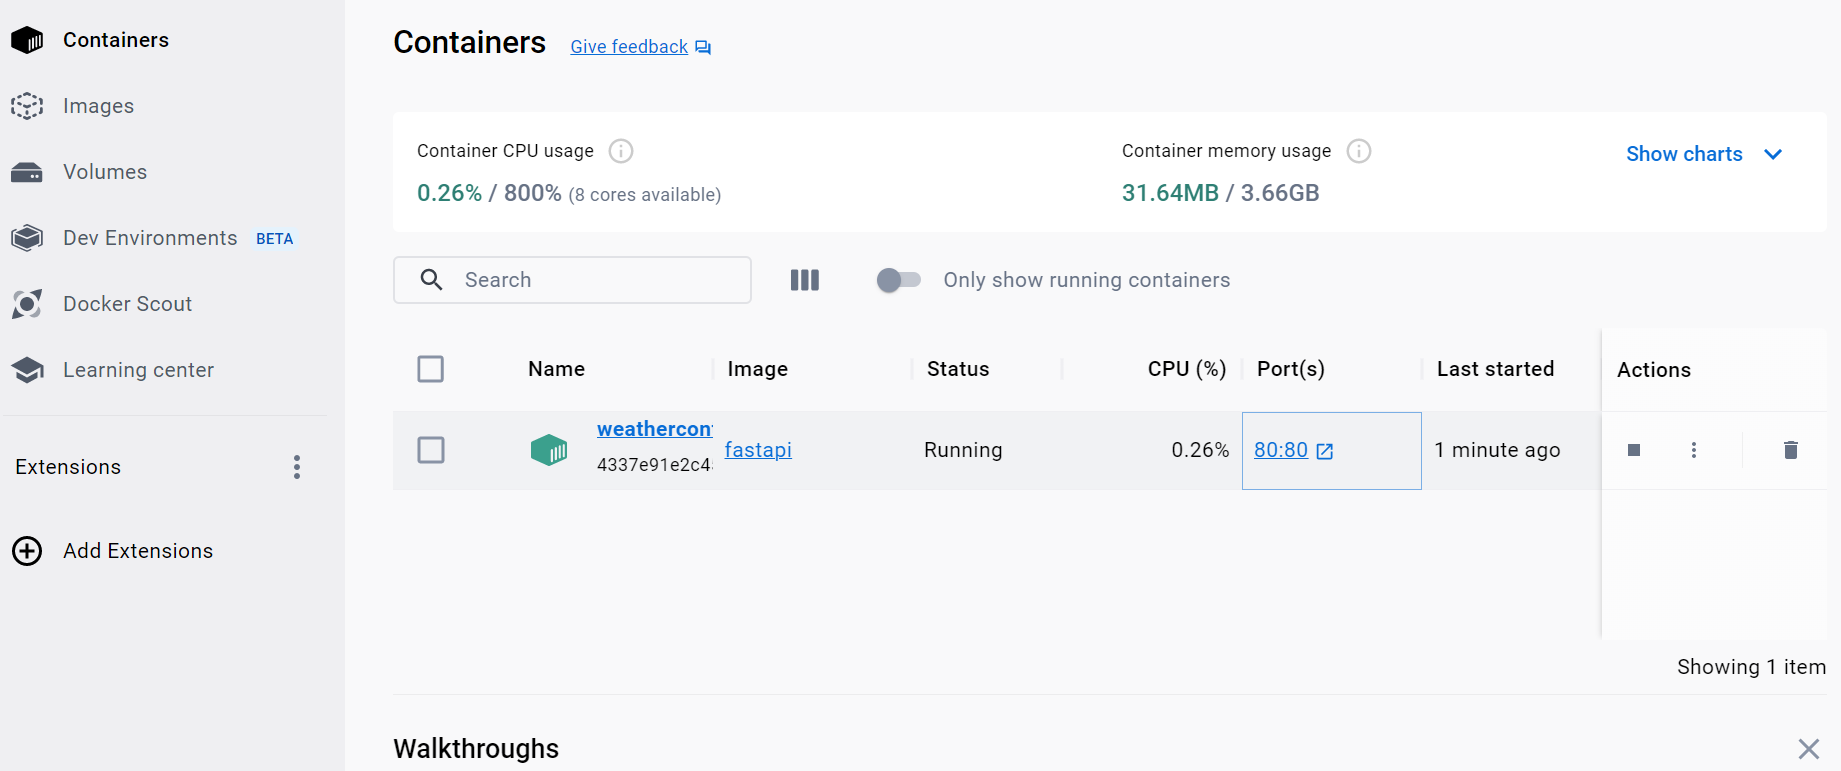 Containers
Images
Volumes
Dev Environments BETA
Docker Scout
Learning center
Extensions
Add Extensions
Containers Give feedback
Container CPU usage
0.26% / 800% (8 cores available)
Container memory usage
31.64MB / 3.66GB
Show charts
Search
Only show running containers
Name Image Status CPU (%) Port(s) Last started Actions
weathercon
4337e91e2c4
fastapi Running 0.26% 80:80 1 minute ago
Showing 1 item
Walkthroughs